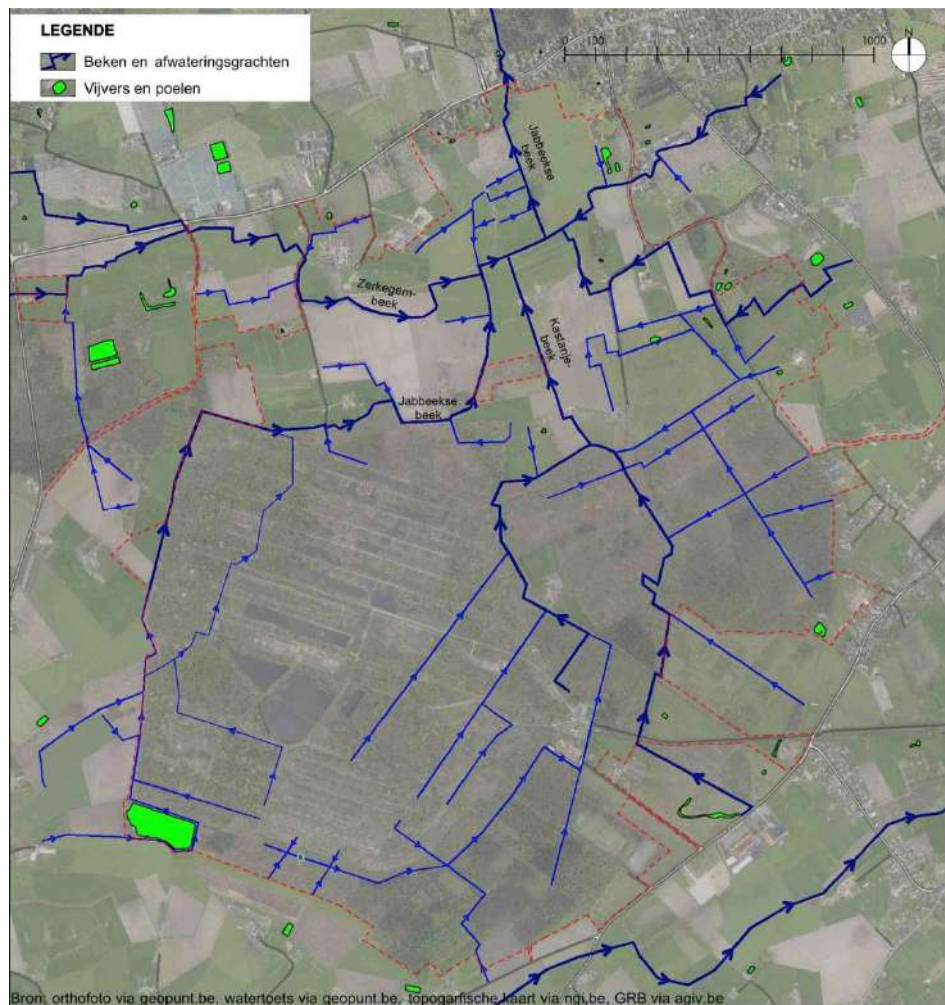 LEGENDE
Beken en afwateringsgrachten
Vijvers en poelen
0 100 1000
N
Jabbeekse
beek
Zerkegem-
beek
Kastanje-
beek
Jabbeekse
beek
Bron: orthofoto via geopunt.be, watertoets via geopunt.be, topogarfische kaart via ngi.be, GRB via agiv.be